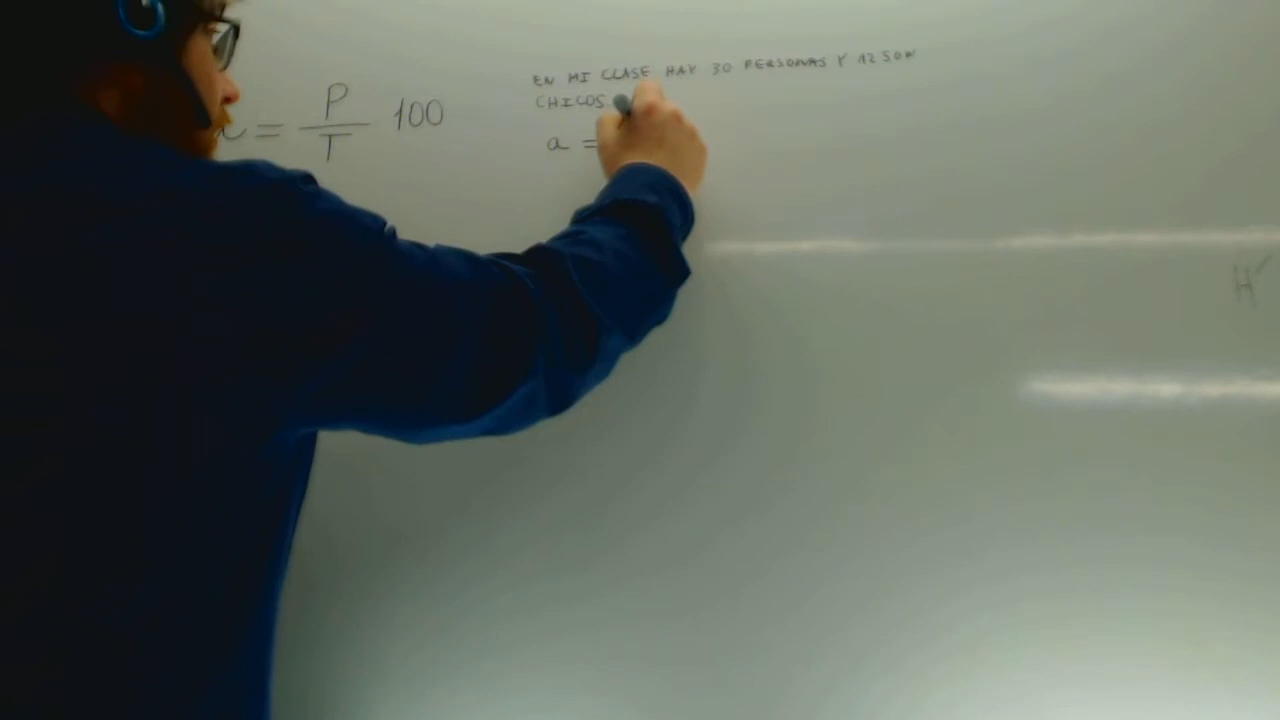 a = P/T 100
EN MI CLASE HAY 30 PERSONAS Y 12 SON
CHICOS
a =
H